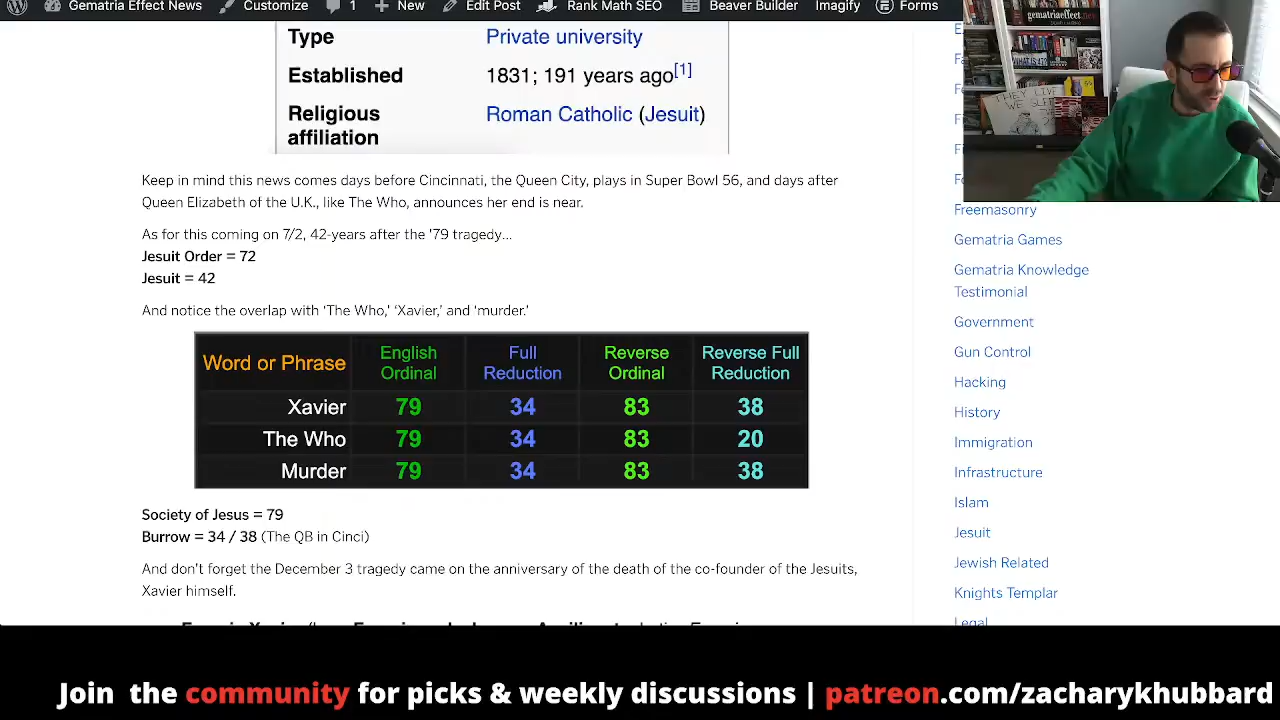 Gematria Effect News Customize 1 New Edit Post Rank Math SEO Beaver Builder Imagify Forms
gematriaeffect.net
THEY LIVE
WE SLEEP
Type Private university
Established 1831; 191 years ago[1]
Religious affiliation Roman Catholic (Jesuit)
Keep in mind this news comes days before Cincinnati, the Queen City, plays in Super Bowl 56, and days after
Queen Elizabeth of the U.K., like The Who, announces her end is near.
As for this coming on 7/2, 42-years after the '79 tragedy...
Jesuit Order = 72
Jesuit = 42
And notice the overlap with 'The Who,' 'Xavier,' and 'murder.'
Word or Phrase English Ordinal Full Reduction Reverse Ordinal Reverse Full Reduction
Xavier 79 34 83 38
The Who 79 34 83 20
Murder 79 34 83 38
Society of Jesus = 79
Burrow = 34 / 38 (The QB in Cinci)
And don't forget the December 3 tragedy came on the anniversary of the death of the co-founder of the Jesuits,
Xavier himself.
Freemasonry
Gematria Games
Gematria Knowledge
Testimonial
Government
Gun Control
Hacking
History
Immigration
Infrastructure
Islam
Jesuit
Jewish Related
Knights Templar
Legal
Join the community for picks & weekly discussions | patreon.com/zacharykhubbard